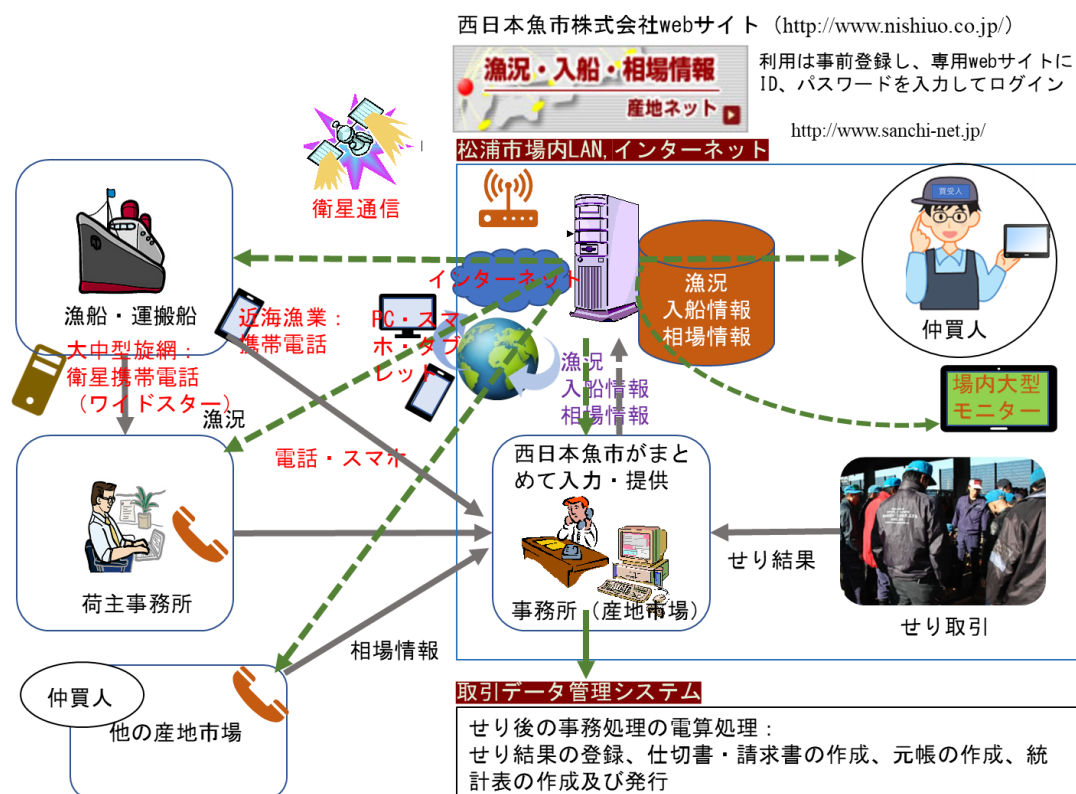 西日本魚市株式会社webサイト（http://www.nishiuo.co.jp/）
漁況・入船・相場情報
産地ネット
利用は事前登録し、専用webサイトに
ID、パスワードを入力してログイン
http://www.sanchi-net.jp/
松浦市場内LAN,インターネット
衛星通信
買受人
インターネット
漁況
入船情報
相場情報
仲買人
漁船・運搬船
近海漁業：
携帯電話
PC・スマ
ホ・タブ
レット
大中型旋網：
衛星携帯電話
（ワイドスター）
漁況
漁況
入船情報
相場情報
場内大型
モニター
電話・スマホ
西日本魚市がまと
めて入力・提供
事務所（産地市場）
せり結果
せり取引
荷主事務所
相場情報
仲買人
他の産地市場
取引データ管理システム
せり後の事務処理の電算処理：
せり結果の登録、仕切書・請求書の作成、元帳の作成、統
計表の作成及び発行